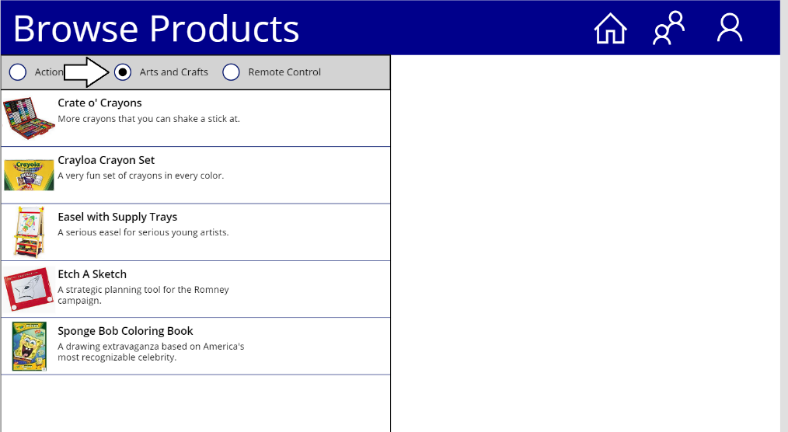 Browse Products
Action
Arts and Crafts
Remote Control
Crate o' Crayons
More crayons that you can shake a stick at.
Crayola
Crayloa Crayon Set
A very fun set of crayons in every color.
Easel with Supply Trays
A serious easel for serious young artists.
Etch A Sketch
A strategic planning tool for the Romney
campaign.
Sponge Bob Coloring Book
A drawing extravaganza based on America's
most recognizable celebrity.